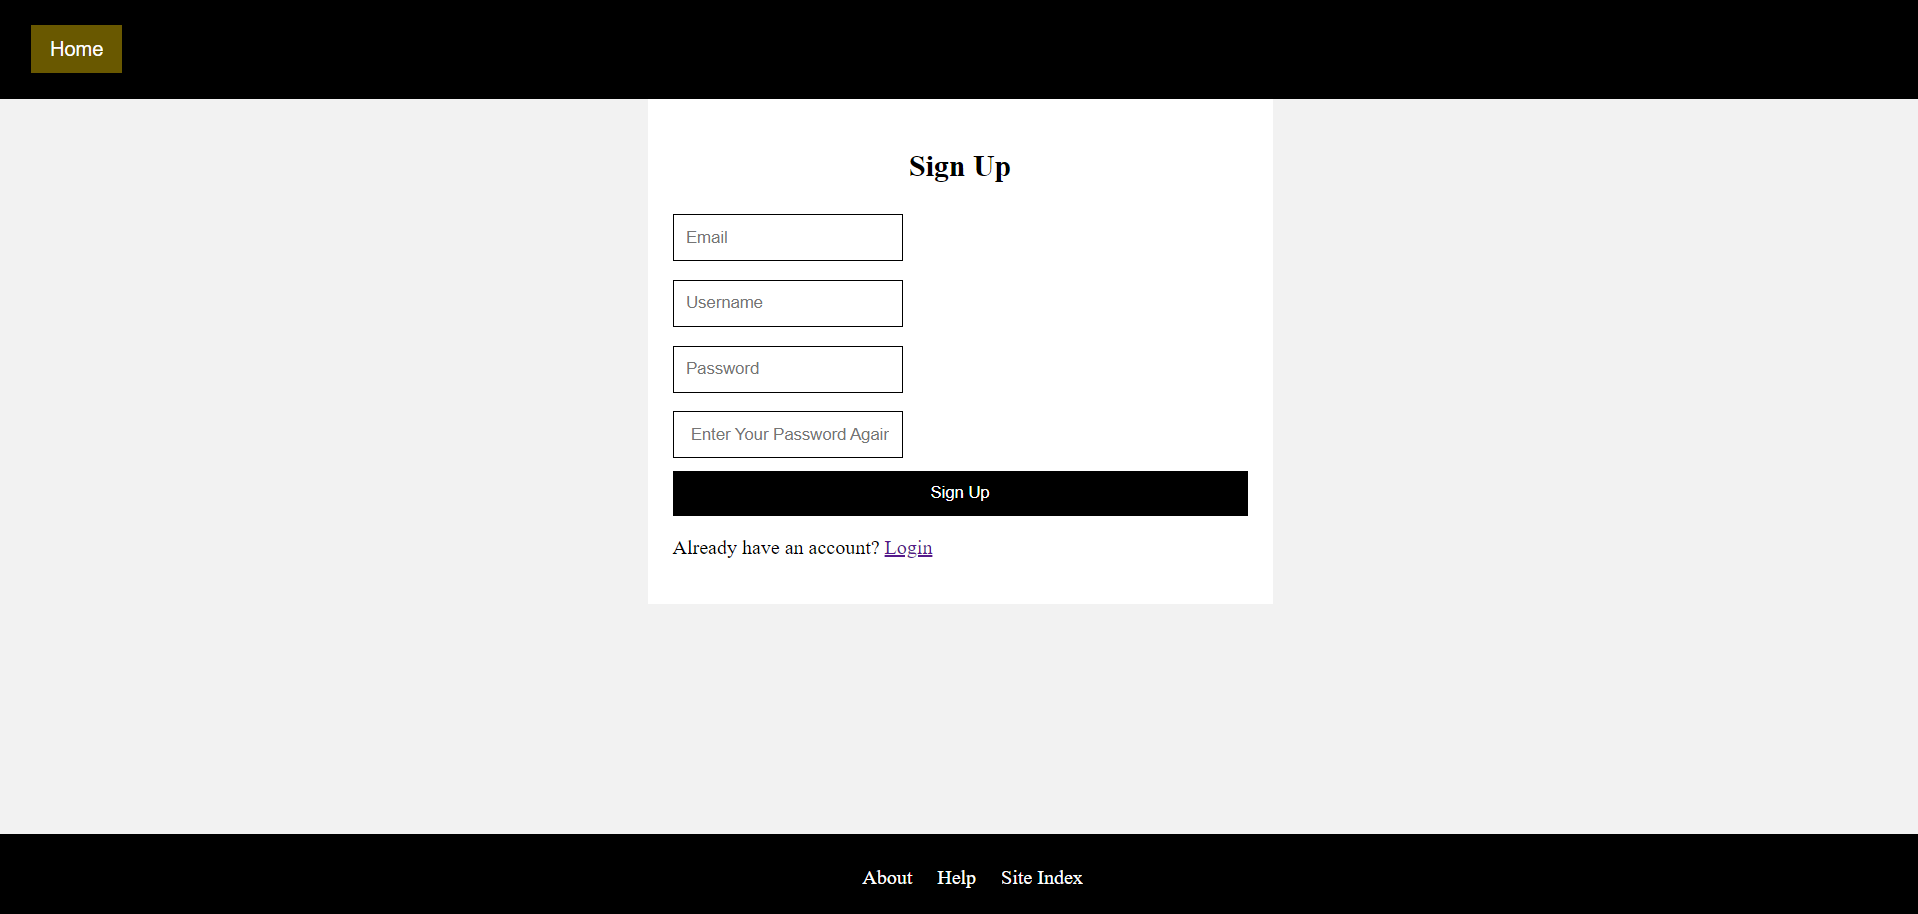 Home
Sign Up
Email
Username
Password
Enter Your Password Again
Sign Up
Already have an account? Login
About Help Site Index